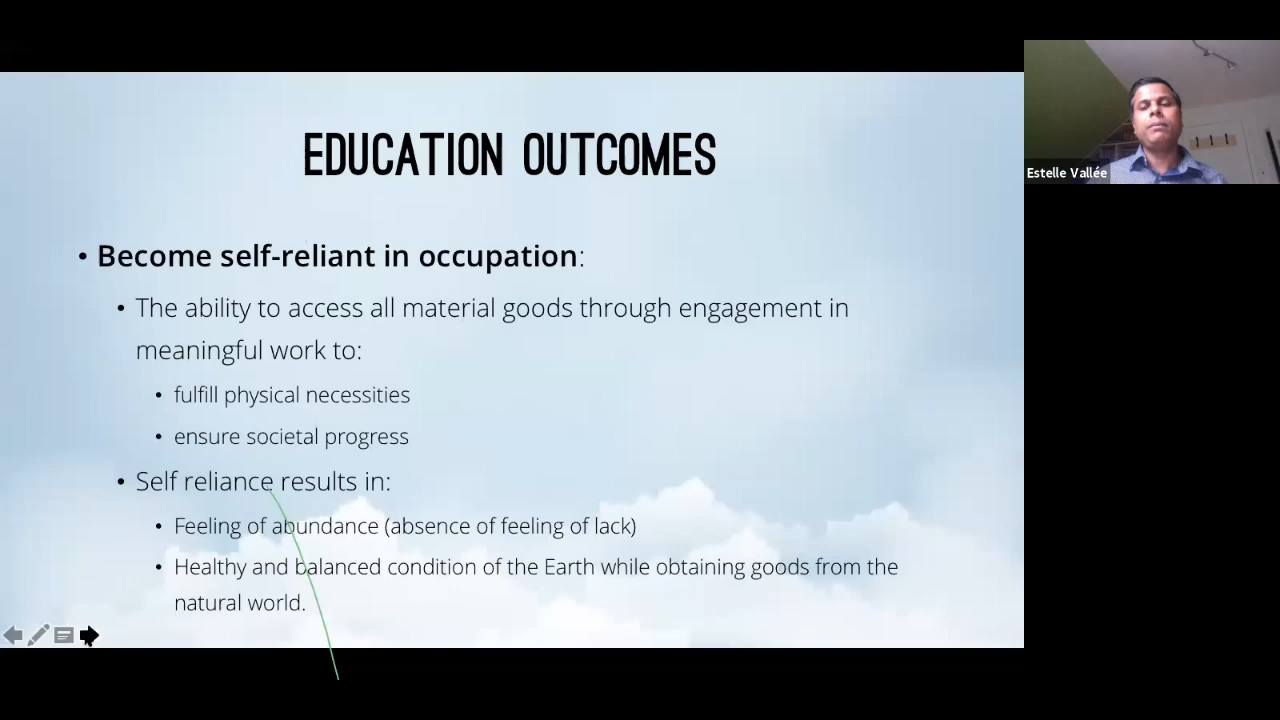 EDUCATION OUTCOMES
• Become self-reliant in occupation:
• The ability to access all material goods through engagement in
meaningful work to:
• fulfill physical necessities
• ensure societal progress
• Self reliance results in:
• Feeling of abundance (absence of feeling of lack)
• Healthy and balanced condition of the Earth while obtaining goods from the
natural world.
Estelle Vallée